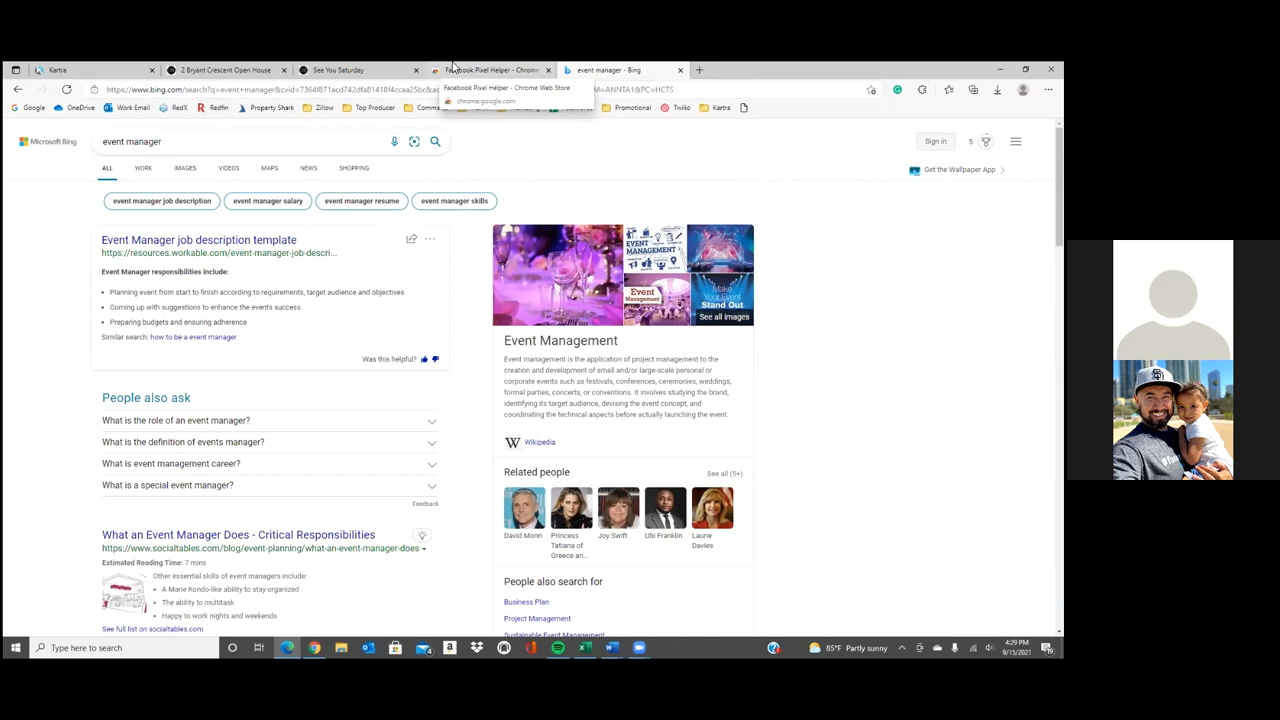 Kartra
2 Bryant Crescent Open House
See You Saturday
Facebook Pixel Helper - Chrome
event manager - Bing
Facebook Pixel Helper - Chrome Web Store
chrome.google.com
Google
OneDrive
Work Email
RedX
Redfin
Property Shark
Zillow
Top Producer
Promotional
Twilio
Kartra
Microsoft Bing
event manager
Sign in
5
ALL
WORK
IMAGES
VIDEOS
MAPS
NEWS
SHOPPING
Get the Wallpaper App
event manager job description
event manager salary
event manager resume
event manager skills
Event Manager job description template
https://resources.workable.com/event-manager-job-descri...
Event Manager responsibilities include:
• Planning event from start to finish according to requirements, target audience and objectives
• Coming up with suggestions to enhance the events success
• Preparing budgets and ensuring adherence
Similar search: how to be a event manager
Was this helpful?
People also ask
What is the role of an event manager?
What is the definition of events manager?
What is event management career?
What is a special event manager?
Feedback
What an Event Manager Does - Critical Responsibilities
https://www.socialtables.com/blog/event-planning/what-an-event-manager-does
Estimated Reading Time: 7 mins
Other essential skills of event managers include:
• A Marie Kondo-like ability to stay organized
• The ability to multitask
• Happy to work nights and weekends
See full list on socialtables.com
EVENT MANAGEMENT
Event
Management
Make
Your Event
Stand Out
See all images
Event Management
Event management is the application of project management to the
creation and development of small and/or large-scale personal or
corporate events such as festivals, conferences, ceremonies, weddings,
formal parties, concerts, or conventions. It involves studying the brand,
identifying its target audience, devising the event concept, and
coordinating the technical aspects before actually launching the event.
W Wikipedia
Related people
See all (5+)
David Monn
Princess
Tatiana of
Greece an...
Joy Swift
Ubi Franklin
Laurie
Davies
People also search for
Business Plan
Project Management
Sustainable Event Management
Type here to search
85°F Partly sunny
4:29 PM
9/15/2021